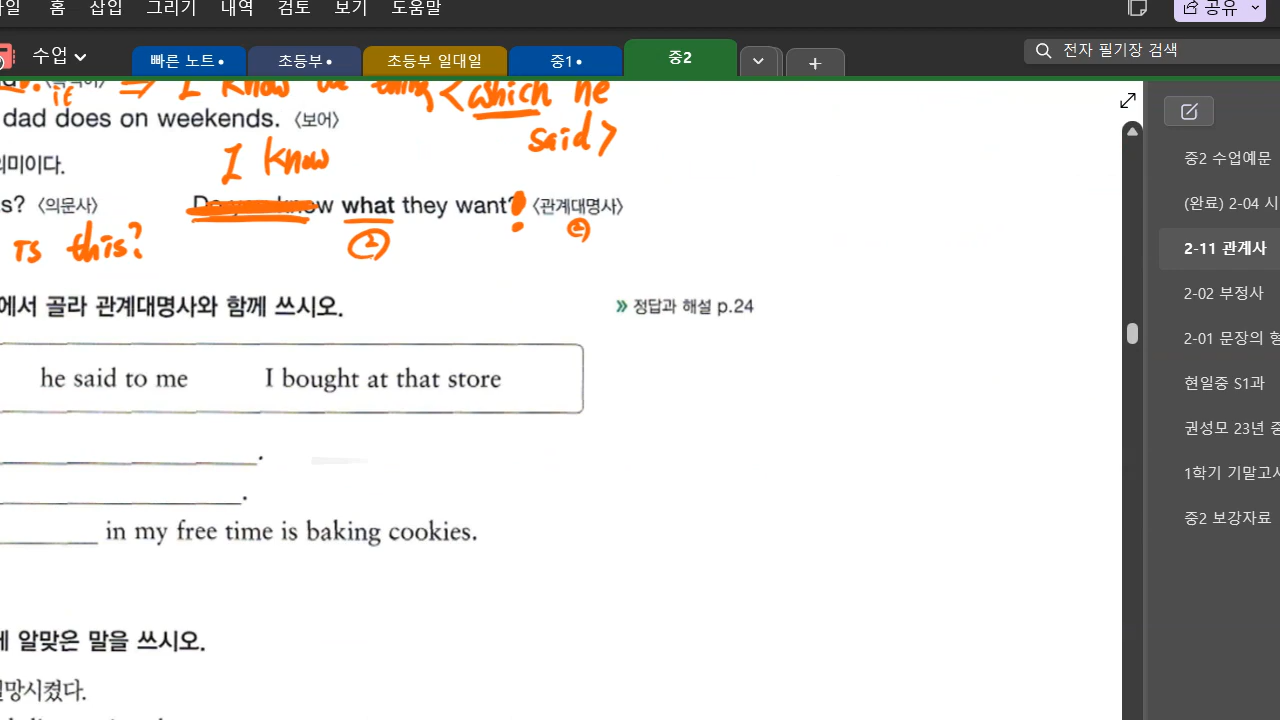 파일 홈 삽입 그리기 내역 검토 보기 도움말
공유
수업
빠른 노트
초등부
초등부 일대일
중1
중2
+
전자 필기장 검색
it ⇒ I know the thing < which he
said >
dad does on weekends. 〈보어〉
I know
의미이다.
s? 〈의문사〉
what they want? ! 〈관계대명사〉
is this?
②
②
에서 골라 관계대명사와 함께 쓰시오.
» 정답과 해설 p.24
he said to me I bought at that store
.
.
in my free time is baking cookies.
알맞은 말을 쓰시오.
망시켰다.
중2 수업예문
(완료) 2-04 시
2-11 관계사
2-02 부정사
2-01 문장의 형
현일중 S1과
권성모 23년 중
1학기 기말고사
중2 보강자료